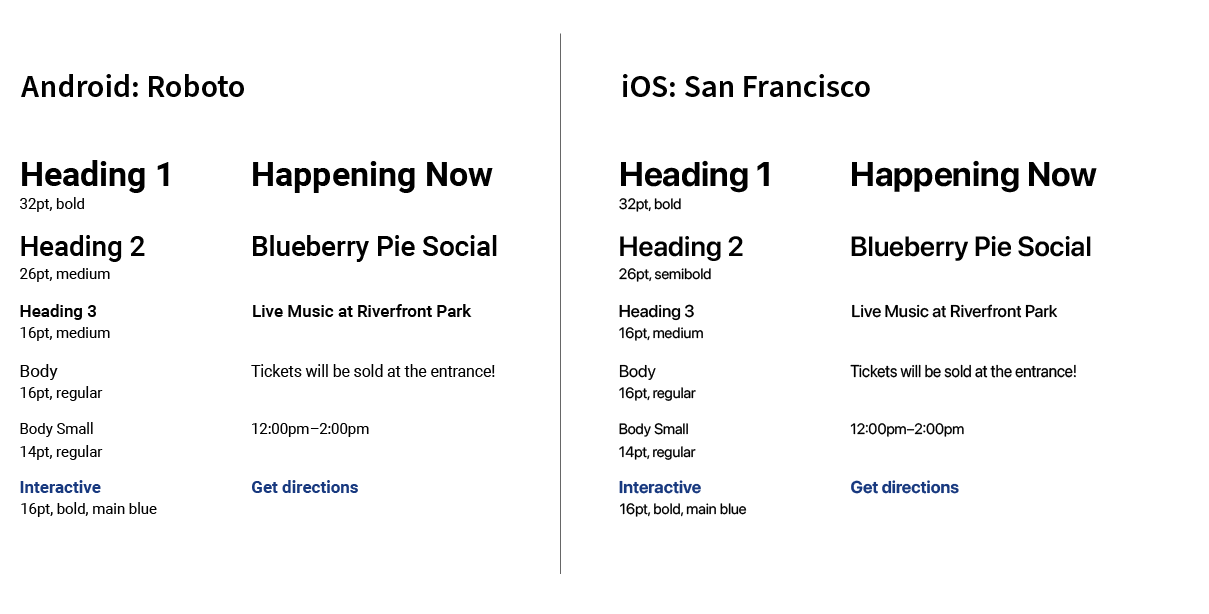 Android: Roboto
Heading 1
Happening Now
32pt, bold
Heading 2
Blueberry Pie Social
26pt, medium
Heading 3
Live Music at Riverfront Park
16pt, medium
Body
Tickets will be sold at the entrance!
16pt, regular
Body Small
12:00pm–2:00pm
14pt, regular
Interactive
Get directions
16pt, bold, main blue
iOS: San Francisco
Heading 1
Happening Now
32pt, bold
Heading 2
Blueberry Pie Social
26pt, semibold
Heading 3
Live Music at Riverfront Park
16pt, medium
Body
Tickets will be sold at the entrance!
16pt, regular
Body Small
12:00pm–2:00pm
14pt, regular
Interactive
Get directions
16pt, bold, main blue